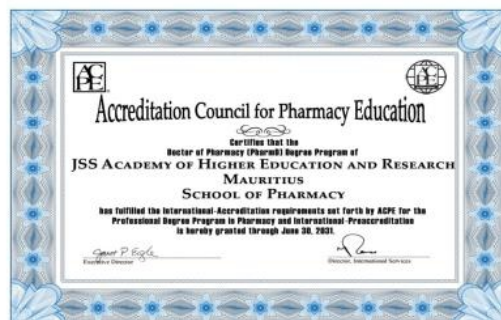 AC
PE
ACPE
Accreditation Council for Pharmacy Education
Certifies that the
Doctor of Pharmacy (PharmD) Degree Program of
JSS ACADEMY OF HIGHER EDUCATION AND RESEARCH
MAURITIUS
SCHOOL OF PHARMACY
has fulfilled the International-Accreditation requirements set forth by ACPE for the
Professional Degree Program in Pharmacy and International-Preaccreditation
is hereby granted through June 30, 2031.
Executive Director
Director, International Services